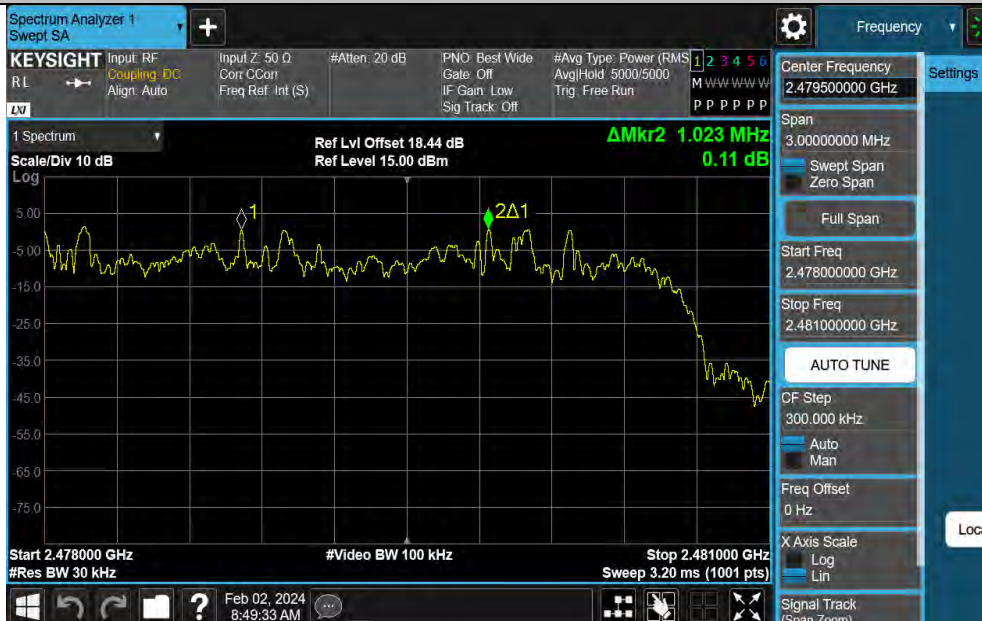 Spectrum Analyzer 1
Swept SA
+
Frequency
KEYSIGHT
RL
LXI
Input: RF
Coupling: DC
Align: Auto
Input Z: 50 Ω
Corr CCorr
Freq Ref: Int (S)
#Atten: 20 dB
PNO: Best Wide
Gate: Off
IF Gain: Low
Sig Track: Off
#Avg Type: Power (RMS
Avg|Hold: 5000/5000
Trig: Free Run
1 2 3 4 5 6
M W W W W W
P P P P P P
1 Spectrum
Scale/Div 10 dB
Ref Lvl Offset 18.44 dB
Ref Level 15.00 dBm
ΔMkr2 1.023 MHz
0.11 dB
Log
5.00
-5.00
-15.0
-25.0
-35.0
-45.0
-55.0
-65.0
-75.0
1
2Δ1
Start 2.478000 GHz
#Video BW 100 kHz
Stop 2.481000 GHz
#Res BW 30 kHz
Sweep 3.20 ms (1001 pts)
?
Feb 02, 2024
8:49:33 AM
Center Frequency
2.479500000 GHz
Settings
Span
3.00000000 MHz
Swept Span
Zero Span
Full Span
Start Freq
2.478000000 GHz
Stop Freq
2.481000000 GHz
AUTO TUNE
CF Step
300.000 kHz
Auto
Man
Freq Offset
0 Hz
X Axis Scale
Log
Lin
Signal Track
(Span Zoom)
Loca